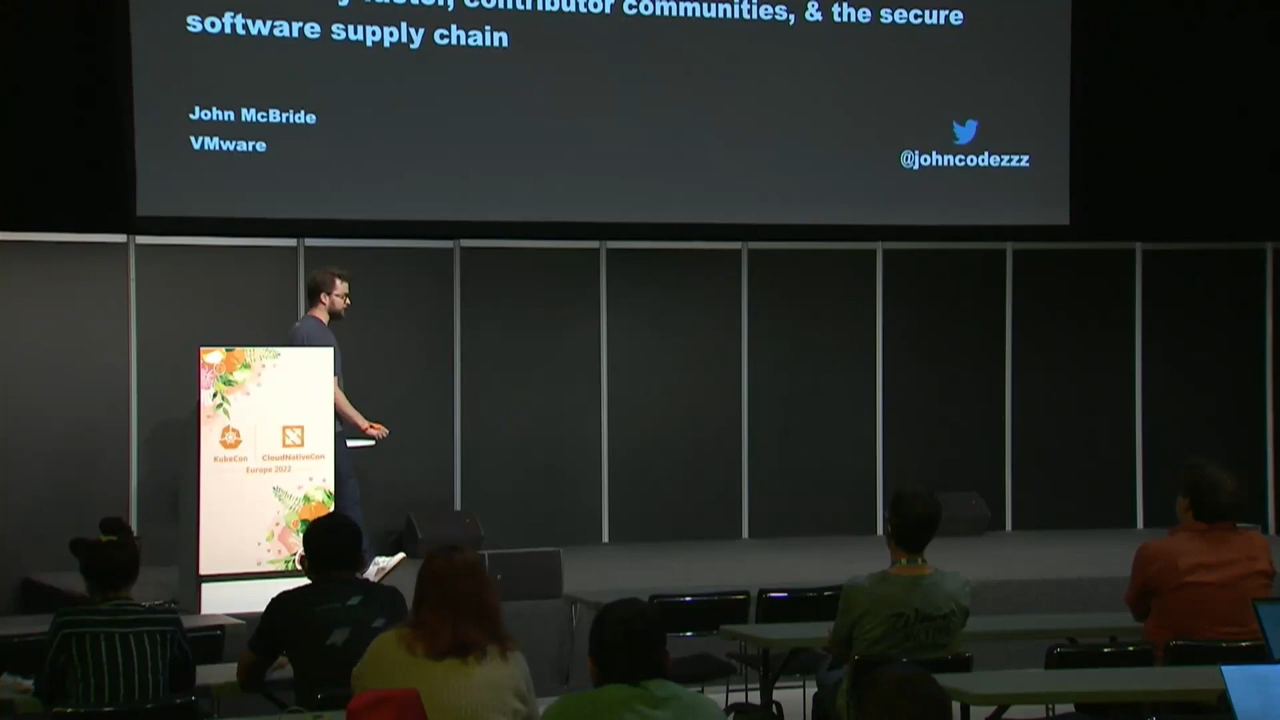 contributor communities, & the secure
software supply chain
John McBride
VMware
@johncodezzz
KubeCon
CloudNativeCon
Europe 2022